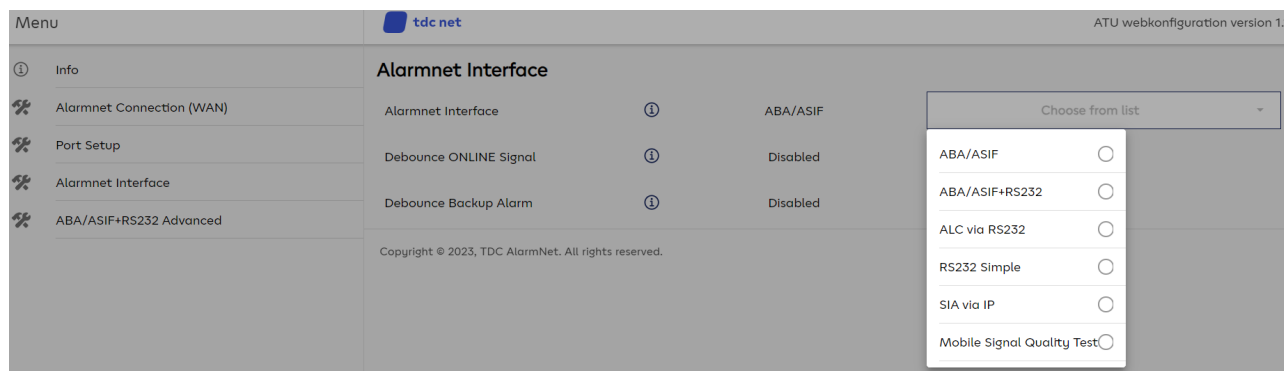 Menu
tdc net
ATU webkonfiguration version 1.
Info
Alarmnet Connection (WAN)
Port Setup
Alarmnet Interface
ABA/ASIF+RS232 Advanced
Alarmnet Interface
Alarmnet Interface ABA/ASIF Choose from list
Debounce ONLINE Signal Disabled
Debounce Backup Alarm Disabled
ABA/ASIF
ABA/ASIF+RS232
ALC via RS232
RS232 Simple
SIA via IP
Mobile Signal Quality Test
Copyright © 2023, TDC AlarmNet. All rights reserved.